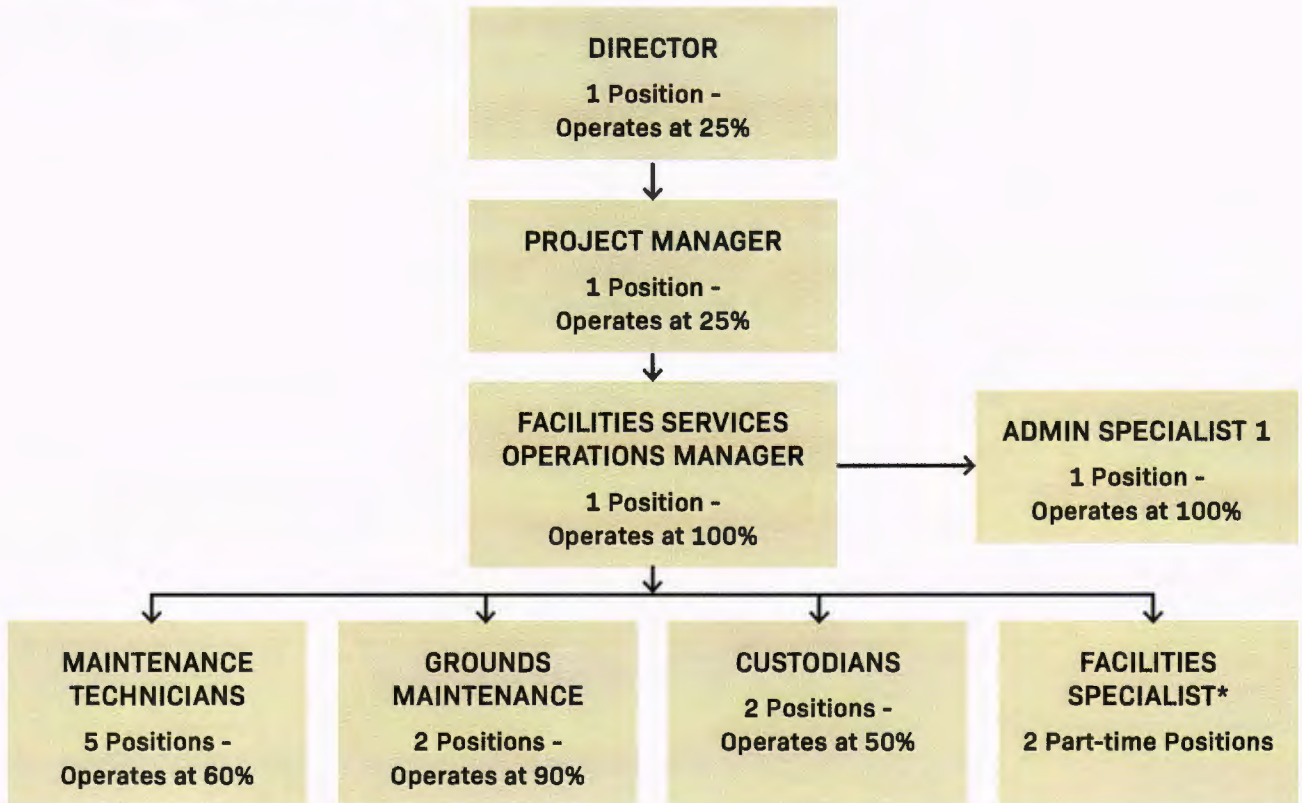 DIRECTOR
1 Position -
Operates at 25%
PROJECT MANAGER
1 Position -
Operates at 25%
FACILITIES SERVICES
OPERATIONS MANAGER
1 Position -
Operates at 100%
ADMIN SPECIALIST 1
1 Position -
Operates at 100%
MAINTENANCE
TECHNICIANS
5 Positions -
Operates at 60%
GROUNDS
MAINTENANCE
2 Positions -
Operates at 90%
CUSTODIANS
2 Positions -
Operates at 50%
FACILITIES
SPECIALIST*
2 Part-time Positions